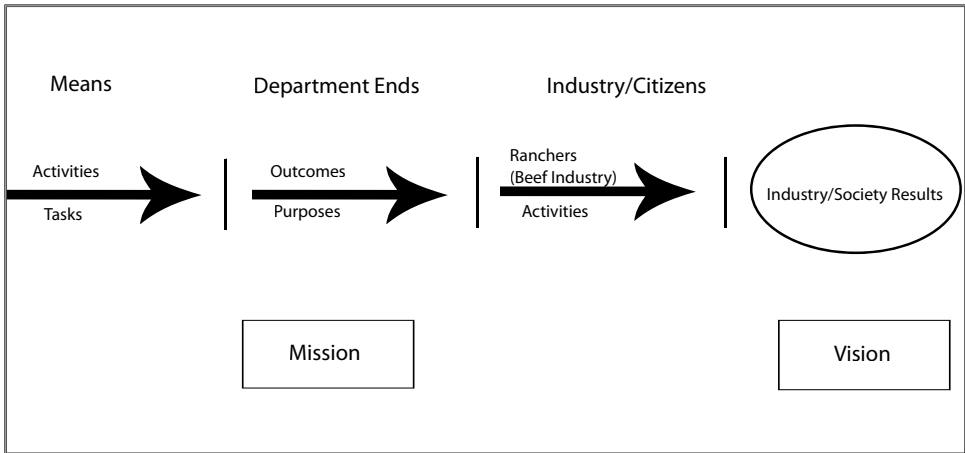 Means
Department Ends
Industry/Citizens
Activities
Tasks
Outcomes
Purposes
Ranchers
(Beef Industry)
Activities
Industry/Society Results
Mission
Vision